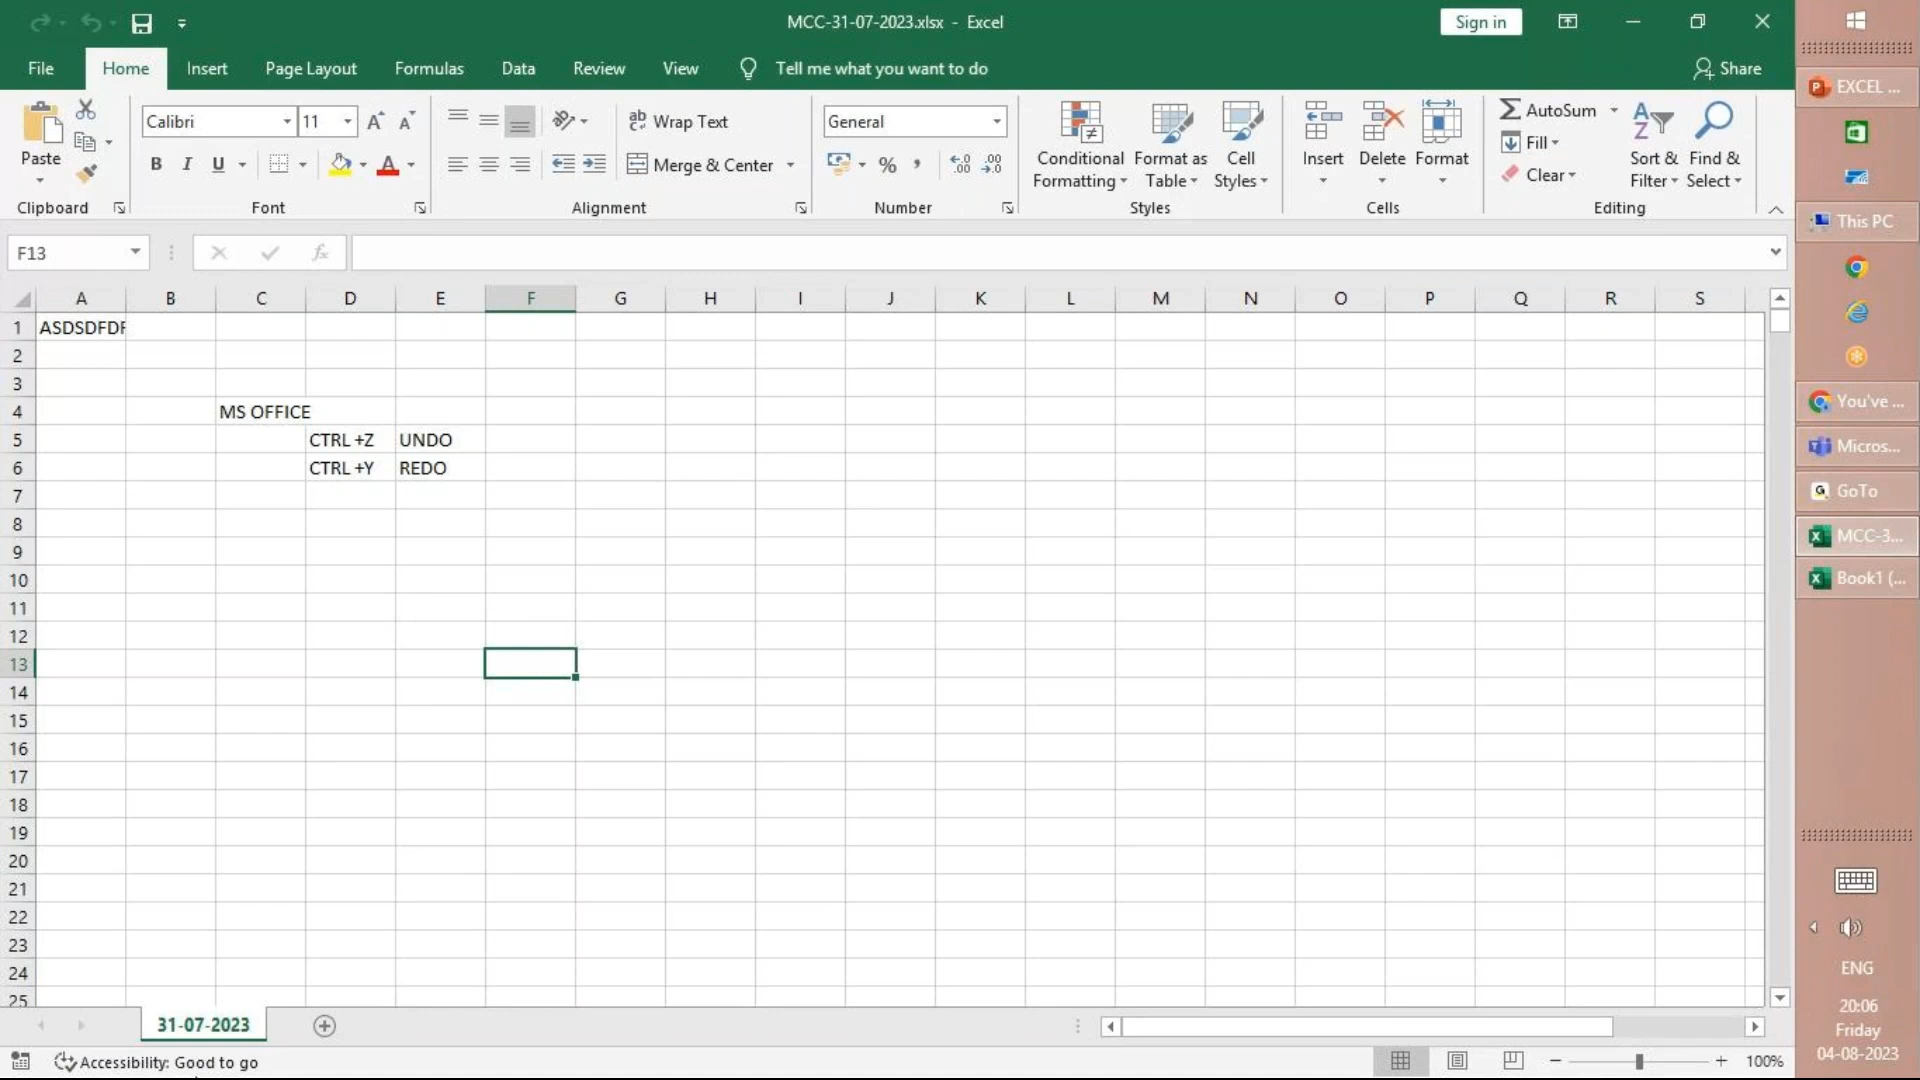 MCC-31-07-2023.xlsx - Excel
Sign in
File Home Insert Page Layout Formulas Data Review View Tell me what you want to do Share
Paste
Calibri 11
Wrap Text
General
Conditional Formatting
Format as Table
Cell Styles
Insert Delete Format
AutoSum
Fill
Clear
Sort & Filter
Find & Select
B I U
Merge & Center
% ,
Clipboard Font Alignment Number Styles Cells Editing
F13 fx
A B C D E F G H I J K L M N O P Q R S
1 ASDSDFDF
2
3
4 MS OFFICE
5 CTRL +Z UNDO
6 CTRL +Y REDO
7
8
9
10
11
12
13
14
15
16
17
18
19
20
21
22
23
24
25
31-07-2023
Accessibility: Good to go
100%
EXCEL ...
This PC
You've ...
Micros...
GoTo
MCC-3...
Book1 (...
ENG
20:06
Friday
04-08-2023